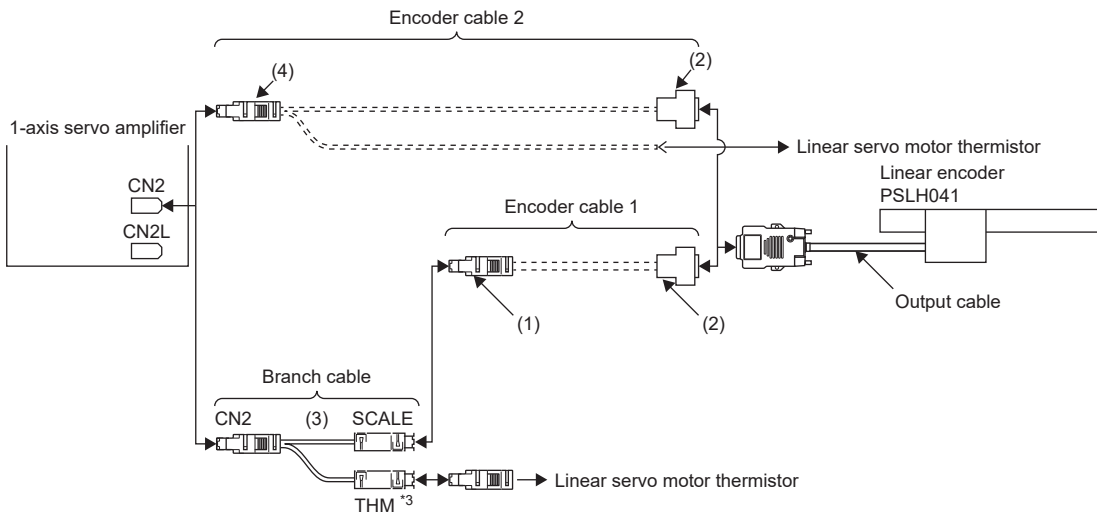 Encoder cable 2
(4)
(2)
1-axis servo amplifier
Linear servo motor thermistor
Linear encoder
PSLH041
CN2
Encoder cable 1
CN2L
Output cable
(1)
(2)
Branch cable
CN2
(3)
SCALE
Linear servo motor thermistor
THM *3